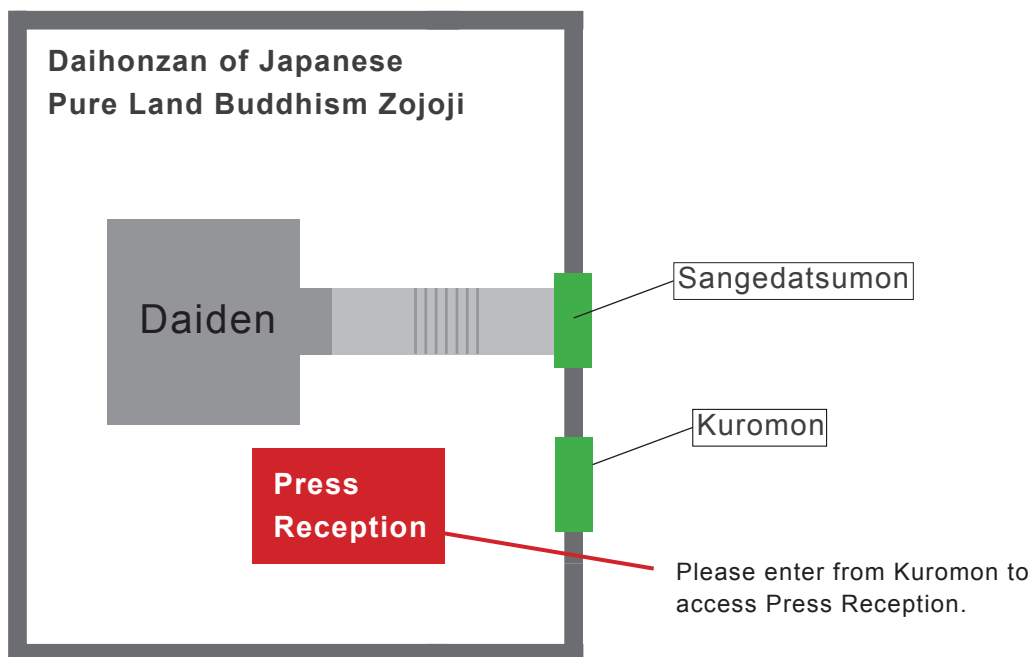 Daihonzan of Japanese
Pure Land Buddhism Zojoji
Sangedatsumon
Daiden
Kuromon
Press
Reception
Please enter from Kuromon to
access Press Reception.